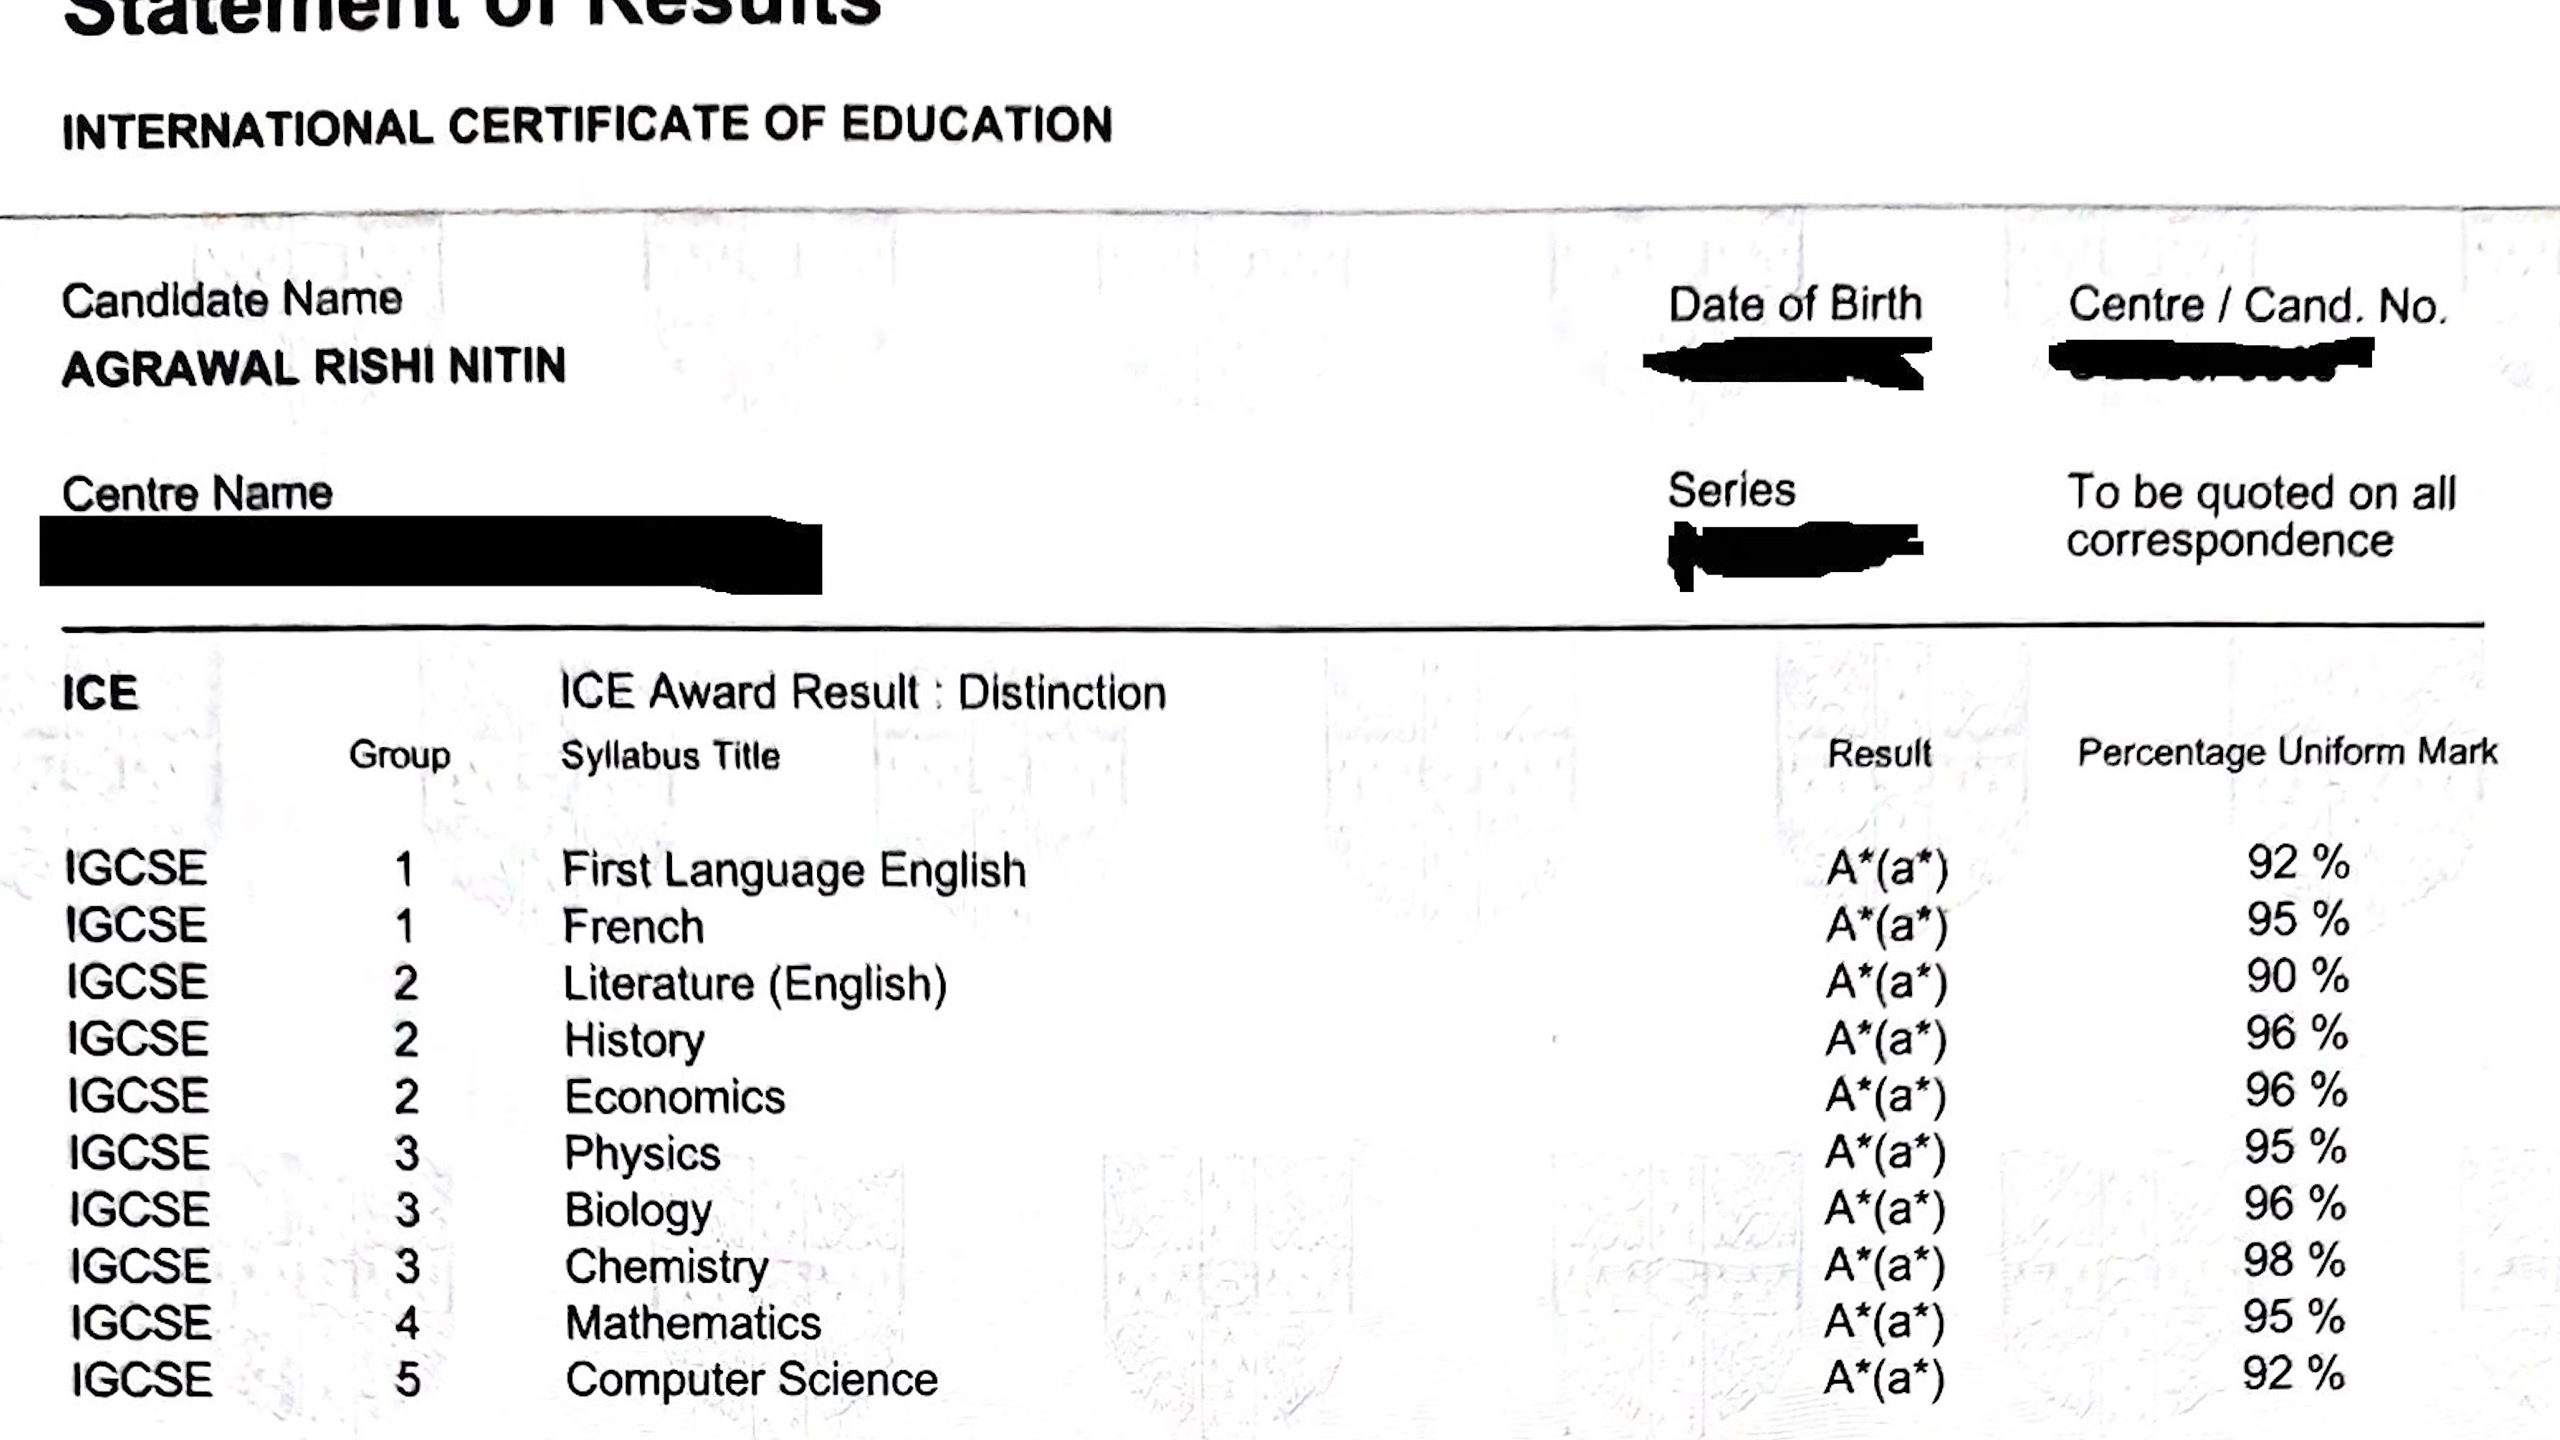 Statement of Results
INTERNATIONAL CERTIFICATE OF EDUCATION
Candidate Name
AGRAWAL RISHI NITIN
Date of Birth
Centre / Cand. No.
Centre Name
Series
To be quoted on all
correspondence
ICE ICE Award Result : Distinction
Group Syllabus Title Result Percentage Uniform Mark
IGCSE 1 First Language English A*(a*) 92 %
IGCSE 1 French A*(a*) 95 %
IGCSE 2 Literature (English) A*(a*) 90 %
IGCSE 2 History A*(a*) 96 %
IGCSE 2 Economics A*(a*) 96 %
IGCSE 3 Physics A*(a*) 95 %
IGCSE 3 Biology A*(a*) 96 %
IGCSE 3 Chemistry A*(a*) 98 %
IGCSE 4 Mathematics A*(a*) 95 %
IGCSE 5 Computer Science A*(a*) 92 %